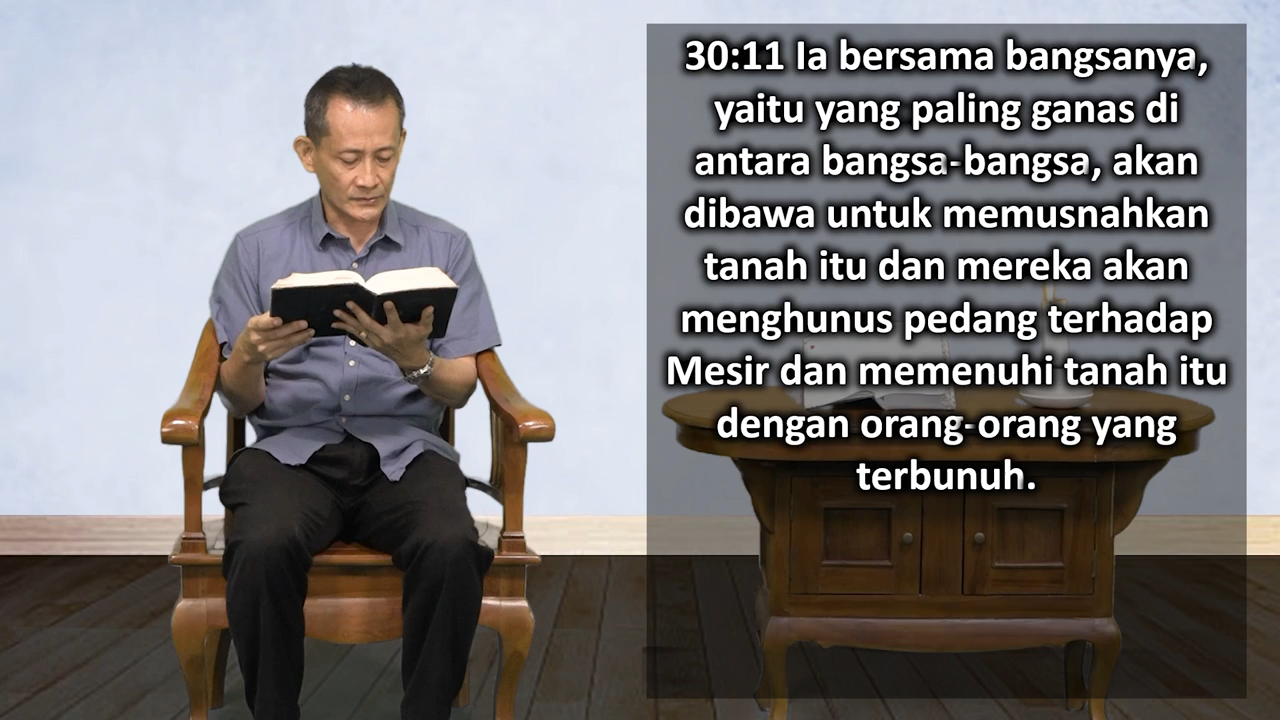 30:11 Ia bersama bangsanya,
yaitu yang paling ganas di
antara bangsa-bangsa, akan
dibawa untuk memusnahkan
tanah itu dan mereka akan
menghunus pedang terhadap
Mesir dan memenuhi tanah itu
dengan orang-orang yang
terbunuh.